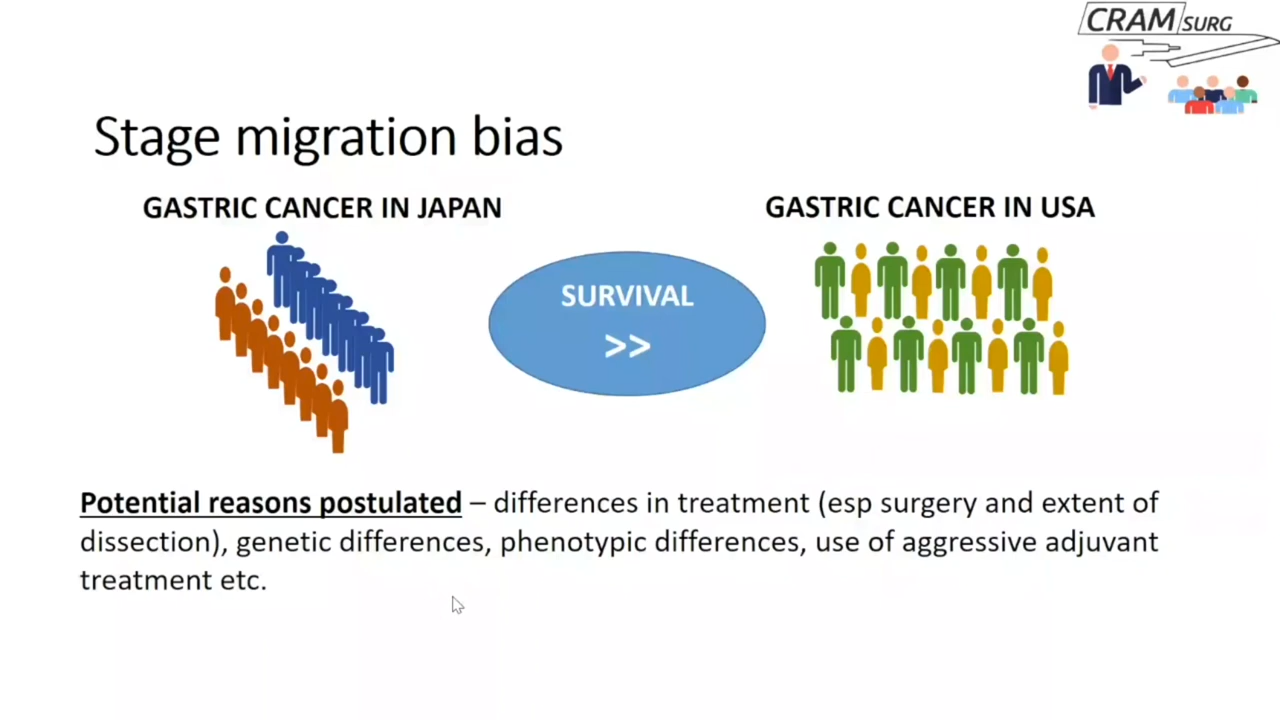 CRAM SURG
Stage migration bias
GASTRIC CANCER IN JAPAN
GASTRIC CANCER IN USA
SURVIVAL
>>
Potential reasons postulated – differences in treatment (esp surgery and extent of
dissection), genetic differences, phenotypic differences, use of aggressive adjuvant
treatment etc.